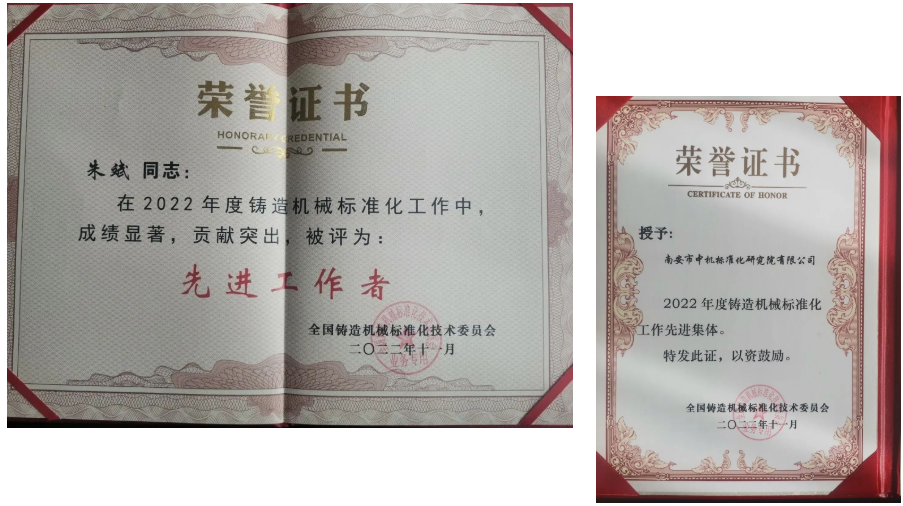 荣誉证书
HONORARY CREDENTIAL
朱斌 同志:
在2022年度铸造机械标准化工作中,
成绩显著,贡献突出,被评为:
先进工作者
全国铸造机械标准化技术委员会
二〇二二年十一月
业务专用
荣誉证书
CERTIFICATE OF HONOR
授予:
南安市中机标准化研究院有限公司
2022年度铸造机械标准化
工作先进集体。
特发此证,以资鼓励。
全国铸造机械标准化技术委员会
二〇二二年十一月